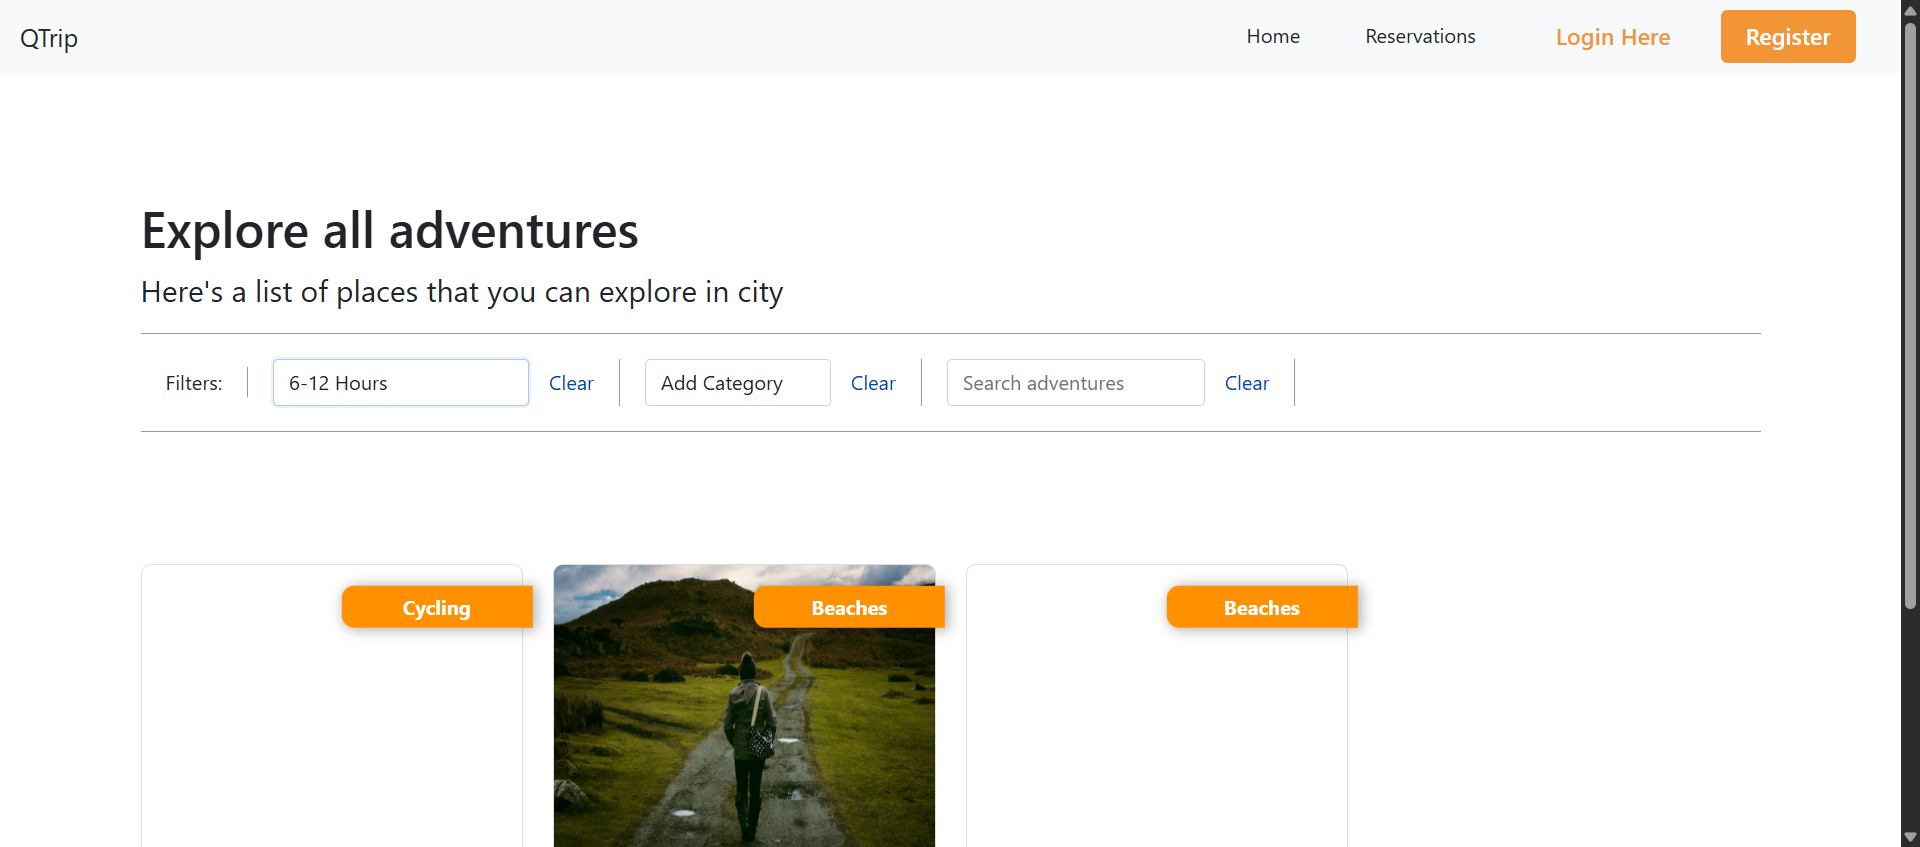 QTrip
Home
Reservations
Login Here
Register
Explore all adventures
Here's a list of places that you can explore in city
Filters:
6-12 Hours
Clear
Add Category
Clear
Search adventures
Clear
Cycling
Beaches
Beaches